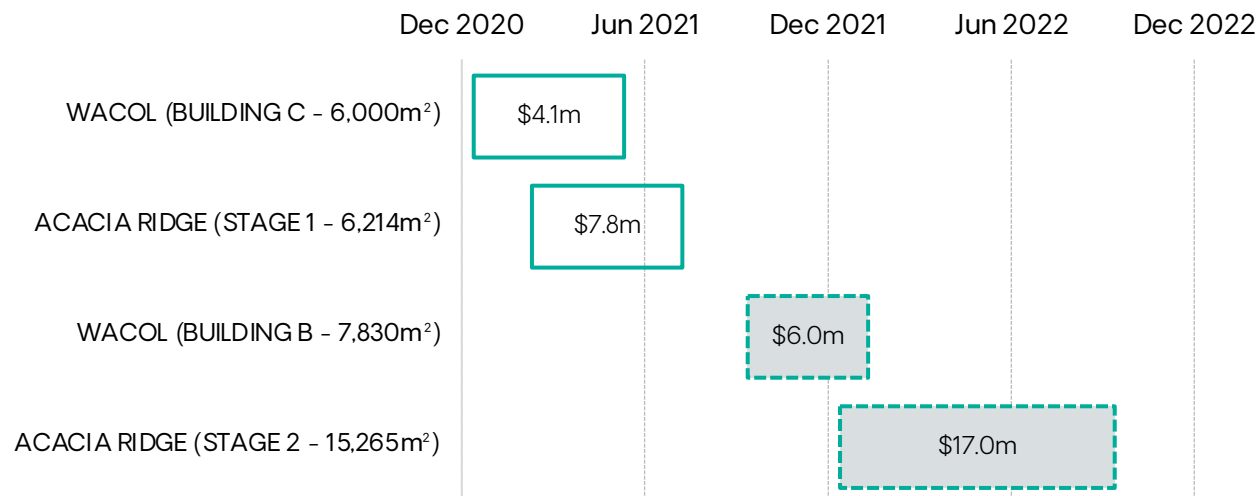 Dec 2020 Jun 2021 Dec 2021 Jun 2022 Dec 2022
WACOL (BUILDING C - 6,000m²) $4.1m
ACACIA RIDGE (STAGE 1 - 6,214m²) $7.8m
WACOL (BUILDING B - 7,830m²) $6.0m
ACACIA RIDGE (STAGE 2 - 15,265m²) $17.0m